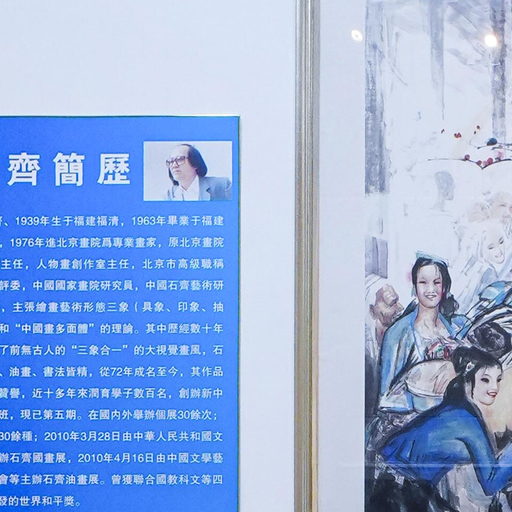 齊簡歷
、1939年生于福建福清，1963年畢業于福建
，1976年進北京畫院爲專業畫家，原北京畫院
主任，人物畫創作室主任，北京市高級職稱
評委，中國國家畫院研究員，中國石齊藝術研
，主張繪畫藝術形態三象（具象、印象、抽
和“中國畫多面體”的理論。其中歷經數十年
了前無古人的“三象合一”的大視覺畫風，石
、油畫、書法皆精，從72年成名至今，其作品
贊譽，近十多年來潤育學子數百名，創辦新中
班，現已第五期。在國内外舉辦個展30餘次；
30餘種；2010年3月28日由中華人民共和國文
辦石齊國畫展，2010年4月16日由中國文學藝
會等主辦石齊油畫展。曾獲聯合國教科文等四
發的世界和平獎。